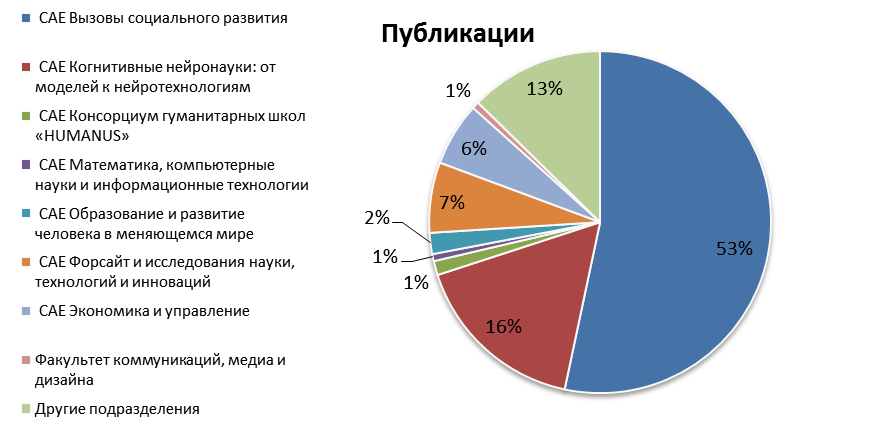 Публикации
САЕ Вызовы социального развития
САЕ Когнитивные нейронауки: от
моделей к нейротехнологиям
САЕ Консорциум гуманитарных школ
«HUMANUS»
САЕ Математика, компьютерные
науки и информационные технологии
САЕ Образование и развитие
человека в меняющемся мире
САЕ Форсайт и исследования науки,
технологий и инноваций
САЕ Экономика и управление
Факультет коммуникаций, медиа и
дизайна
Другие подразделения
53%
16%
1%
1%
2%
7%
6%
1%
13%